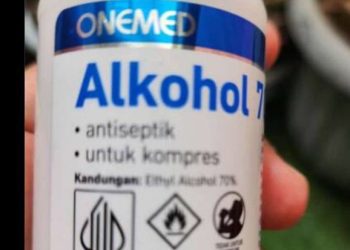 ONEMED
Alkohol 7
• antiseptik
• untuk kompres
Kandungan: Ethyl Alcohol 70%